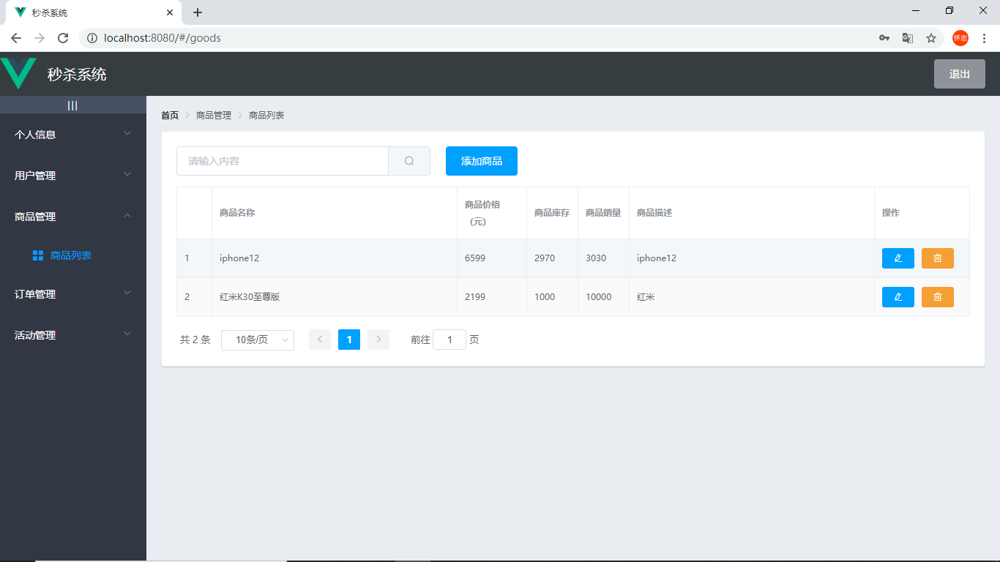 秒杀系统
localhost:8080/#/goods
怀忠
秒杀系统
退出
|||
首页 商品管理 商品列表
个人信息
用户管理
商品管理
商品列表
订单管理
活动管理
请输入内容
添加商品
商品名称 商品价格（元） 商品库存 商品銷量 商品描述 操作
1 iphone12 6599 2970 3030 iphone12
2 红米K30至尊版 2199 1000 10000 红米
共 2 条 10条/页 1 前往 1 页